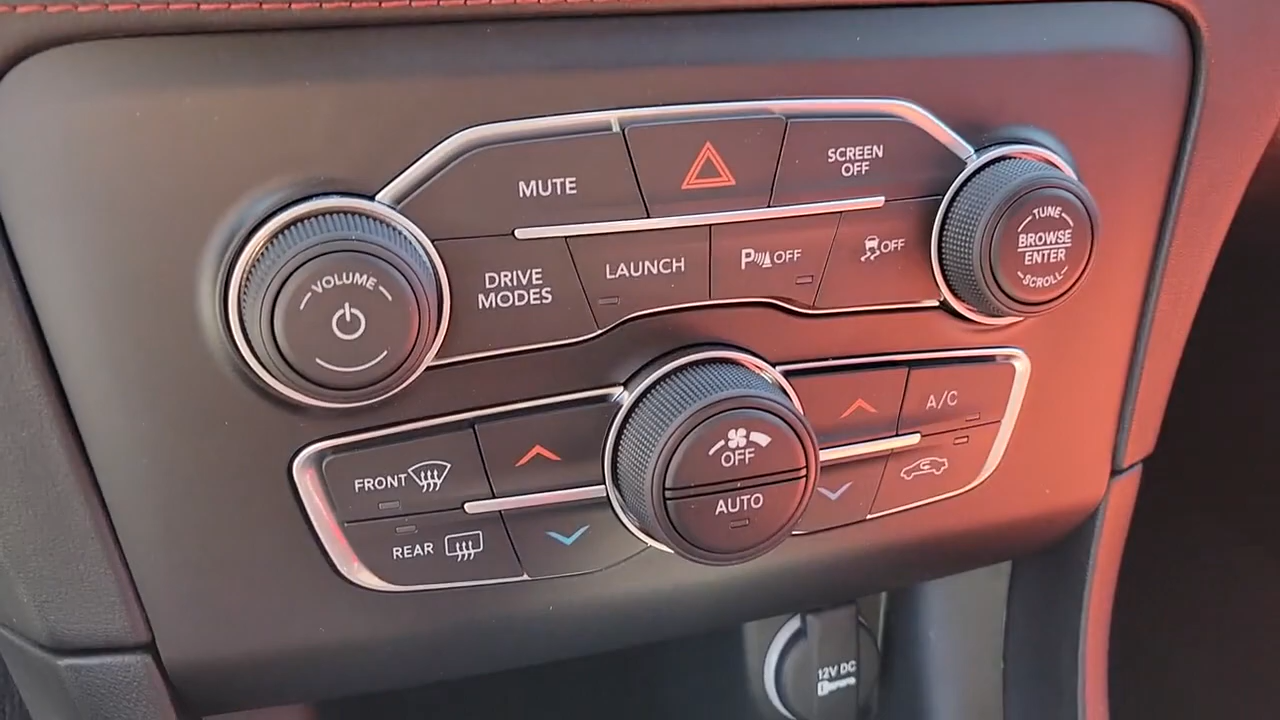 MUTE
SCREEN
OFF
VOLUME
DRIVE
MODES
LAUNCH
P OFF
OFF
TUNE
BROWSE
ENTER
SCROLL
FRONT
REAR
OFF
AUTO
A/C
12V DC